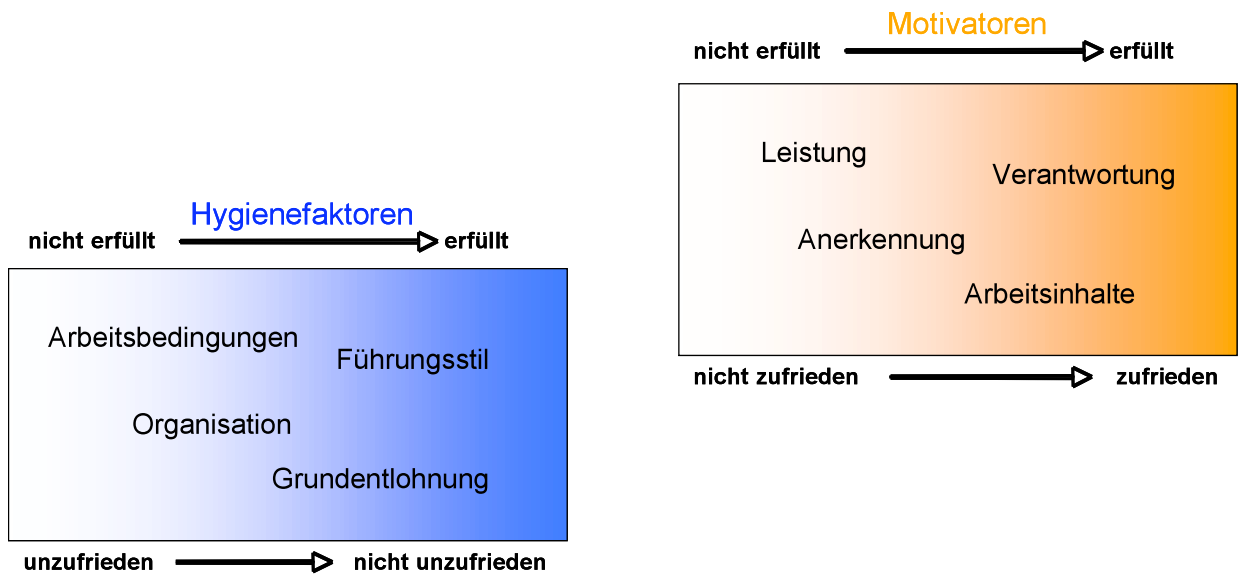 Motivatoren
nicht erfüllt erfüllt
Leistung
Verantwortung
Anerkennung
Arbeitsinhalte
nicht zufrieden zufrieden
Hygienefaktoren
nicht erfüllt erfüllt
Arbeitsbedingungen
Führungsstil
Organisation
Grundentlohnung
unzufrieden nicht unzufrieden